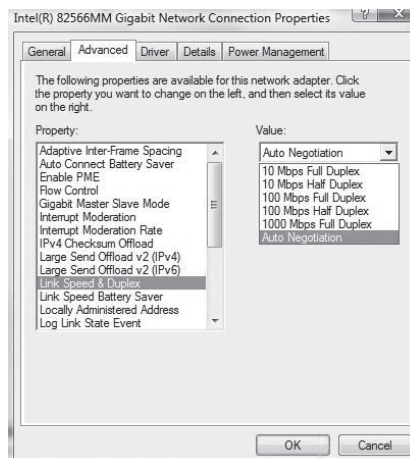 Intel(R) 82566MM Gigabit Network Connection Properties
General Advanced Driver Details Power Management
The following properties are available for this network adapter. Click
the property you want to change on the left, and then select its value
on the right.
Property:
Adaptive Inter-Frame Spacing
Auto Connect Battery Saver
Enable PME
Flow Control
Gigabit Master Slave Mode
Interrupt Moderation
Interrupt Moderation Rate
IPv4 Checksum Offload
Large Send Offload v2 (IPv4)
Large Send Offload v2 (IPv6)
Link Speed & Duplex
Link Speed Battery Saver
Locally Administered Address
Log Link State Event
Value:
Auto Negotiation
10 Mbps Full Duplex
10 Mbps Half Duplex
100 Mbps Full Duplex
100 Mbps Half Duplex
1000 Mbps Full Duplex
Auto Negotiation
OK Cancel